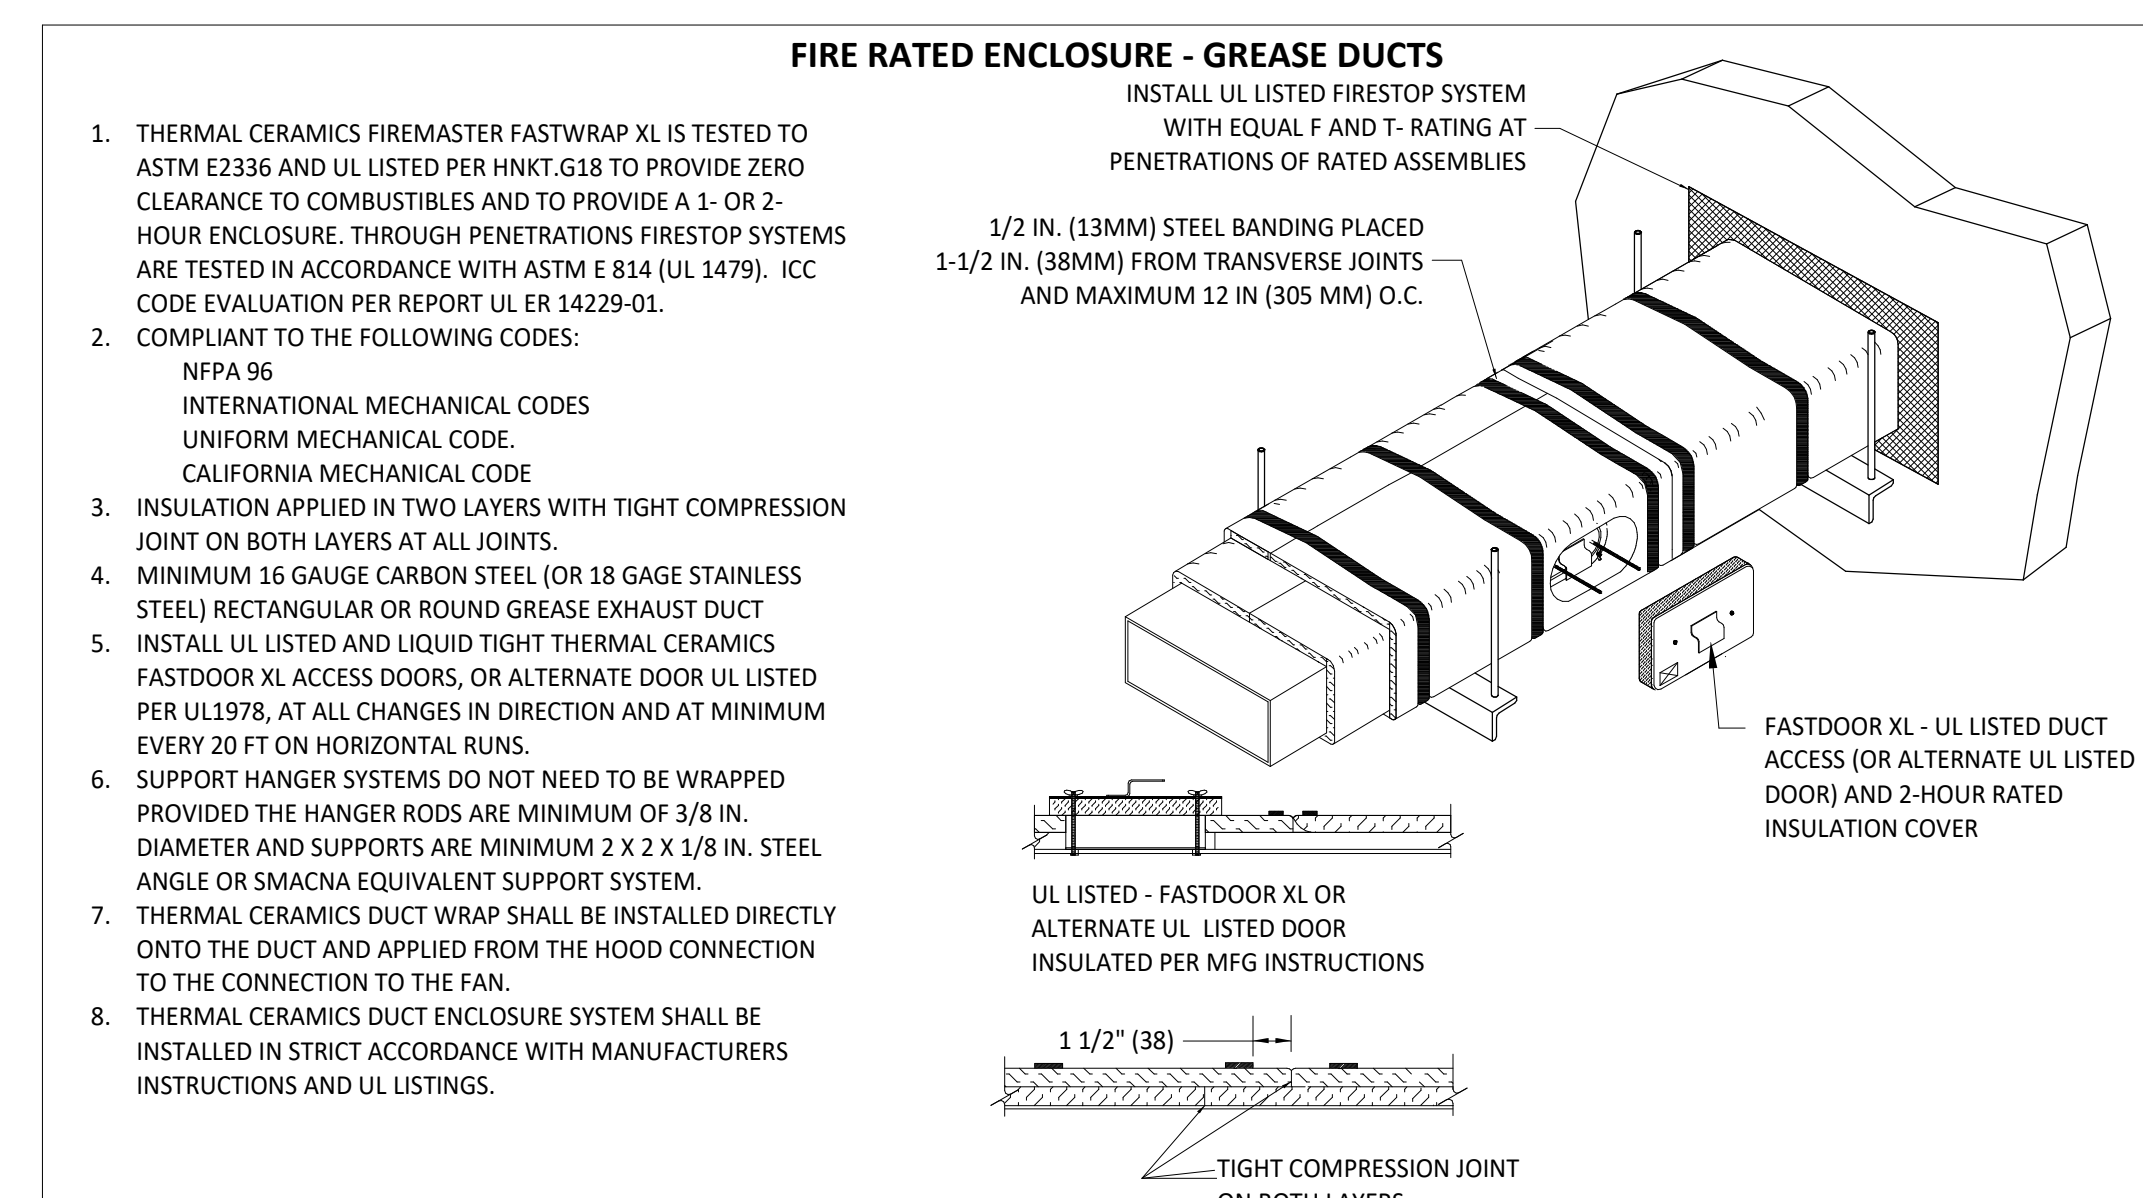 FIRE RATED ENCLOSURE - GREASE DUCTS
1. THERMAL CERAMICS FIREMASTER FASTWRAP XL IS TESTED TO
ASTM E2336 AND UL LISTED PER HNKT.G18 TO PROVIDE ZERO
CLEARANCE TO COMBUSTIBLES AND TO PROVIDE A 1- OR 2-
HOUR ENCLOSURE. THROUGH PENETRATIONS FIRESTOP SYSTEMS
ARE TESTED IN ACCORDANCE WITH ASTM E 814 (UL 1479).  ICC
CODE EVALUATION PER REPORT UL ER 14229-01.
2. COMPLIANT TO THE FOLLOWING CODES:
NFPA 96
INTERNATIONAL MECHANICAL CODES
UNIFORM MECHANICAL CODE.
CALIFORNIA MECHANICAL CODE
3. INSULATION APPLIED IN TWO LAYERS WITH TIGHT COMPRESSION
JOINT ON BOTH LAYERS AT ALL JOINTS.
4. MINIMUM 16 GAUGE CARBON STEEL (OR 18 GAGE STAINLESS
STEEL) RECTANGULAR OR ROUND GREASE EXHAUST DUCT
5. INSTALL UL LISTED AND LIQUID TIGHT THERMAL CERAMICS
FASTDOOR XL ACCESS DOORS, OR ALTERNATE DOOR UL LISTED
PER UL1978, AT ALL CHANGES IN DIRECTION AND AT MINIMUM
EVERY 20 FT ON HORIZONTAL RUNS.
6. SUPPORT HANGER SYSTEMS DO NOT NEED TO BE WRAPPED
PROVIDED THE HANGER RODS ARE MINIMUM OF 3/8 IN.
DIAMETER AND SUPPORTS ARE MINIMUM 2 X 2 X 1/8 IN. STEEL
ANGLE OR SMACNA EQUIVALENT SUPPORT SYSTEM.
7. THERMAL CERAMICS DUCT WRAP SHALL BE INSTALLED DIRECTLY
ONTO THE DUCT AND APPLIED FROM THE HOOD CONNECTION
TO THE CONNECTION TO THE FAN.
8. THERMAL CERAMICS DUCT ENCLOSURE SYSTEM SHALL BE
INSTALLED IN STRICT ACCORDANCE WITH MANUFACTURERS
INSTRUCTIONS AND UL LISTINGS.
INSTALL UL LISTED FIRESTOP SYSTEM
WITH EQUAL F AND T- RATING AT
PENETRATIONS OF RATED ASSEMBLIES
1/2 IN. (13MM) STEEL BANDING PLACED
1-1/2 IN. (38MM) FROM TRANSVERSE JOINTS
AND MAXIMUM 12 IN (305 MM) O.C.
FASTDOOR XL - UL LISTED DUCT
ACCESS (OR ALTERNATE UL LISTED
DOOR) AND 2-HOUR RATED
INSULATION COVER
UL LISTED - FASTDOOR XL OR
ALTERNATE UL  LISTED DOOR
INSULATED PER MFG INSTRUCTIONS
1 1/2" (38)
TIGHT COMPRESSION JOINT
ON BOTH LAYERS